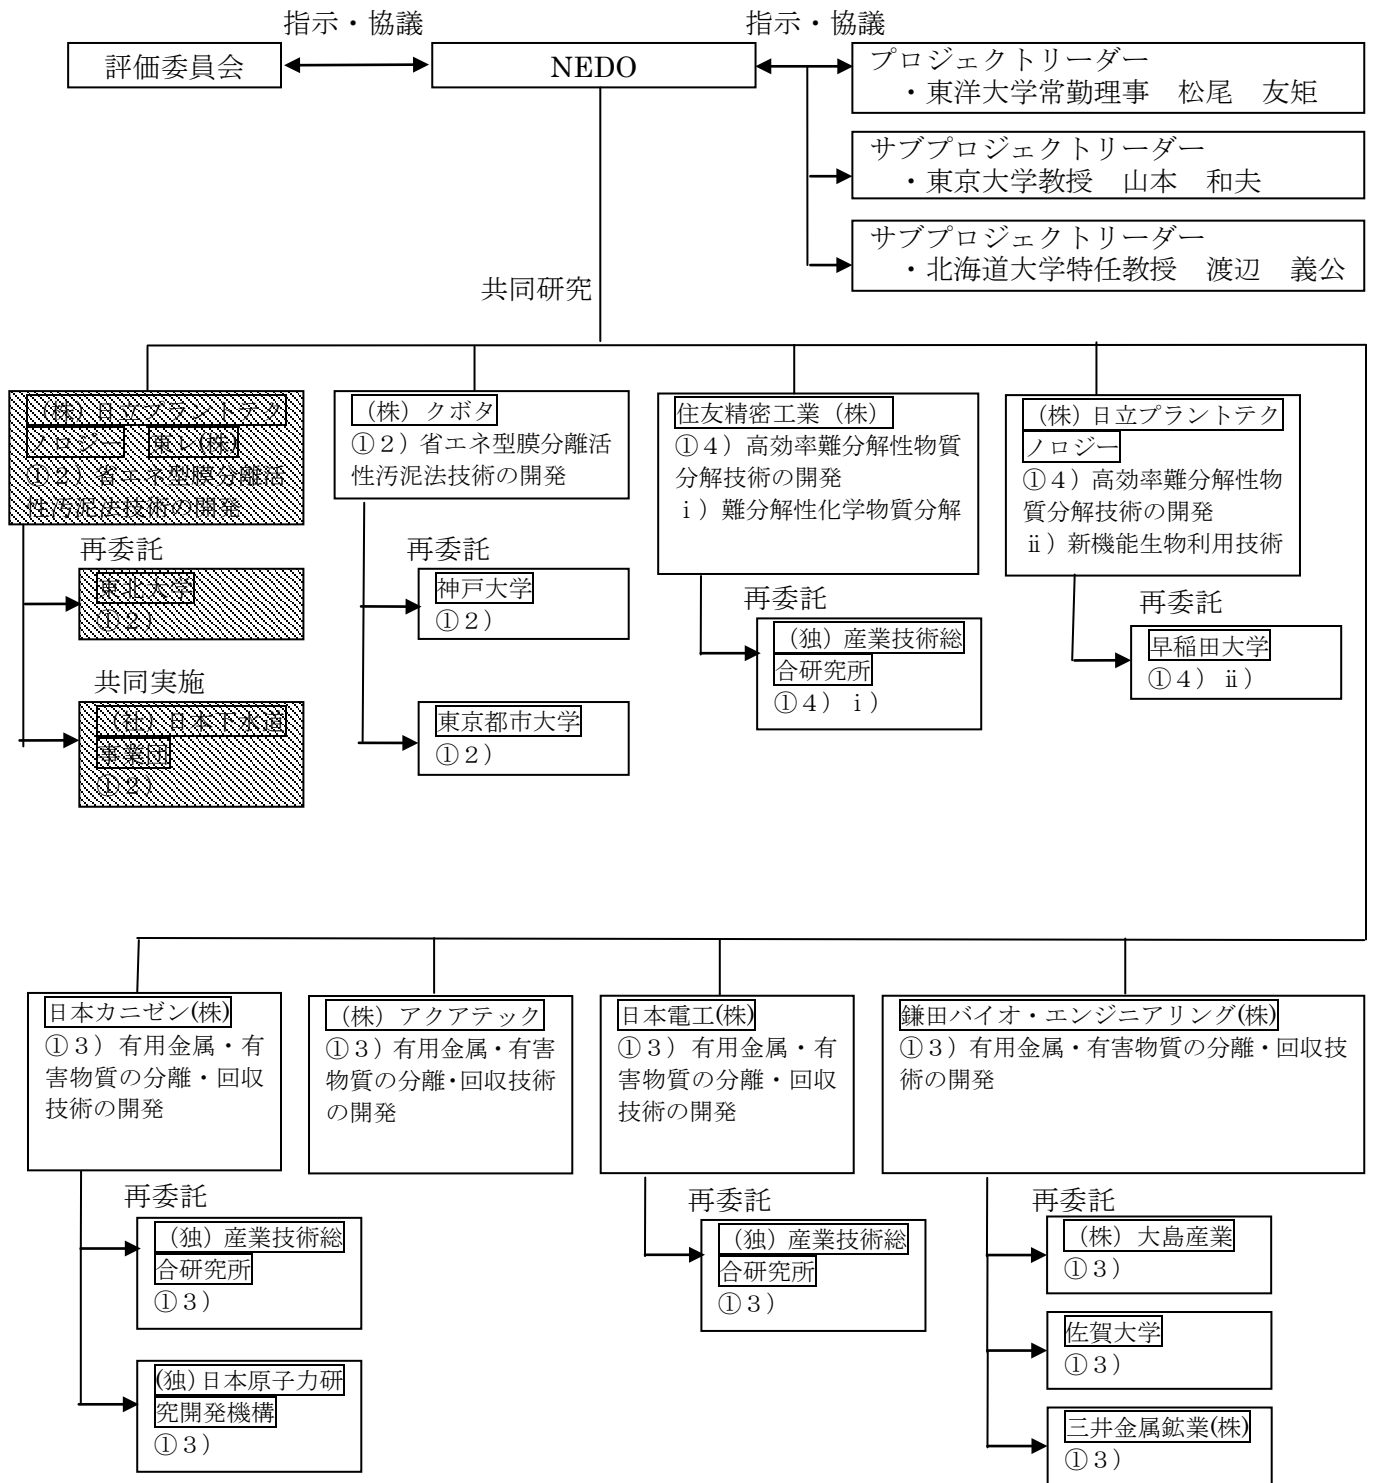 指示・協議
指示・協議
評価委員会
NEDO
プロジェクトリーダー
・東洋大学常勤理事 松尾 友矩
サブプロジェクトリーダー
・東京大学教授 山本 和夫
サブプロジェクトリーダー
・北海道大学特任教授 渡辺 義公
共同研究
(株)日立プラントテク
ノロジー 東レ(株)
①2)省エネ型膜分離活
性汚泥法技術の開発
再委託
東北大学
①2)
共同実施
(社)日本下水道
事業団
①2)
(株)クボタ
①2)省エネ型膜分離活
性汚泥法技術の開発
再委託
神戸大学
①2)
東京都市大学
①2)
住友精密工業(株)
①4)高効率難分解性物質
分解技術の開発
ⅰ)難分解性化学物質分解
再委託
(独)産業技術総
合研究所
①4)ⅰ)
(株)日立プラントテク
ノロジー
①4)高効率難分解性物
質分解技術の開発
ⅱ)新機能生物利用技術
再委託
早稲田大学
①4)ⅱ)
日本カニゼン(株)
①3)有用金属・有
害物質の分離・回収
技術の開発
再委託
(独)産業技術総
合研究所
①3)
(独)日本原子力研
究開発機構
①3)
(株)アクアテック
①3)有用金属・有害
物質の分離・回収技術
の開発
日本電工(株)
①3)有用金属・有
害物質の分離・回収
技術の開発
再委託
(独)産業技術総
合研究所
①3)
鎌田バイオ・エンジニアリング(株)
①3)有用金属・有害物質の分離・回収技
術の開発
再委託
(株)大島産業
①3)
佐賀大学
①3)
三井金属鉱業(株)
①3)